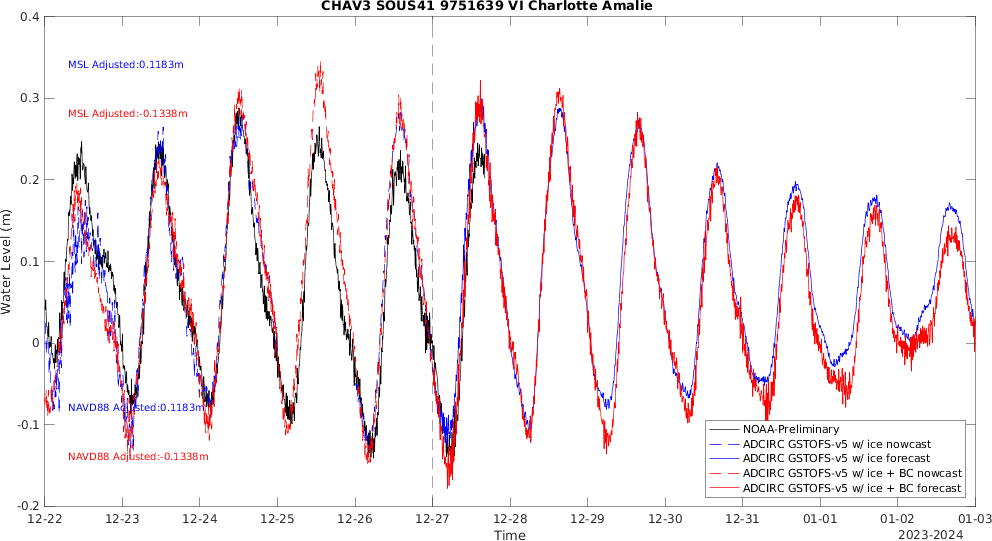 CHAV3 SOUS41 9751639 VI Charlotte Amalie
0.4
0.3
0.2
0.1
0
-0.1
-0.2
Water Level (m)
MSL Adjusted:0.1183m
MSL Adjusted:-0.1338m
NAVD88 Adjusted:0.1183m
NAVD88 Adjusted:-0.1338m
NOAA-Preliminary
ADCIRC GSTOFS-v5 w/ ice nowcast
ADCIRC GSTOFS-v5 w/ ice forecast
ADCIRC GSTOFS-v5 w/ ice + BC nowcast
ADCIRC GSTOFS-v5 w/ ice + BC forecast
12-22 12-23 12-24 12-25 12-26 12-27 12-28 12-29 12-30 12-31 01-01 01-02 01-03
Time
2023-2024